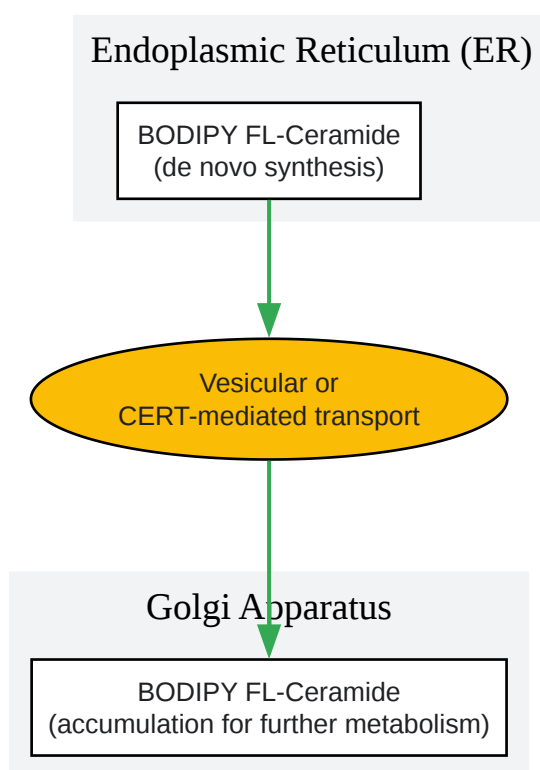 Endoplasmic Reticulum (ER)
BODIPY FL-Ceramide
(de novo synthesis)
Vesicular or
CERT-mediated transport
Golgi Apparatus
BODIPY FL-Ceramide
(accumulation for further metabolism)